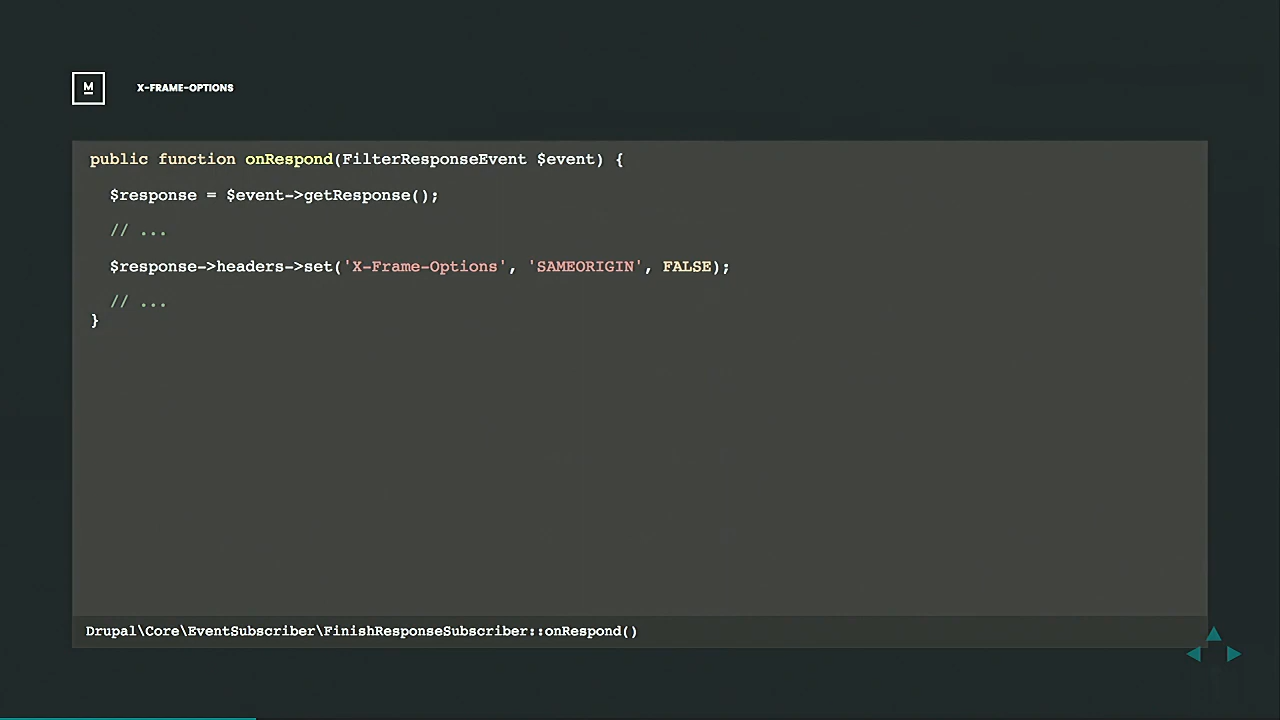 M
X-FRAME-OPTIONS
public function onRespond(FilterResponseEvent $event) {
$response = $event->getResponse();
// ...
$response->headers->set('X-Frame-Options', 'SAMEORIGIN', FALSE);
// ...
}
Drupal\Core\EventSubscriber\FinishResponseSubscriber::onRespond()